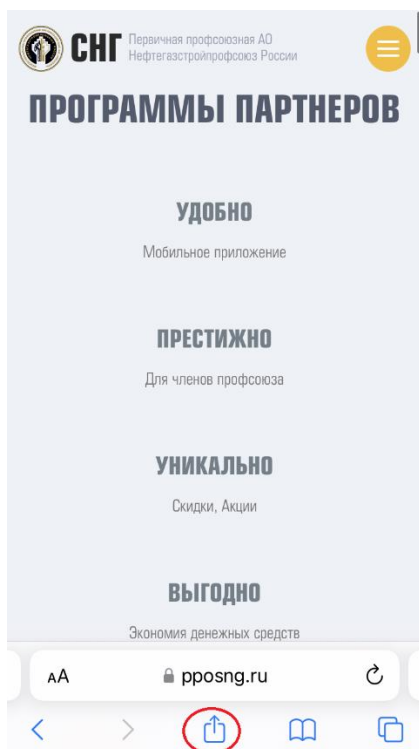 СНГ
Первичная профсоюзная АО
Нефтегазстройпрофсоюз России
ПРОГРАММЫ ПАРТНЕРОВ
УДОБНО
Мобильное приложение
ПРЕСТИЖНО
Для членов профсоюза
УНИКАЛЬНО
Скидки, Акции
ВЫГОДНО
Экономия денежных средств
AA
pposng.ru